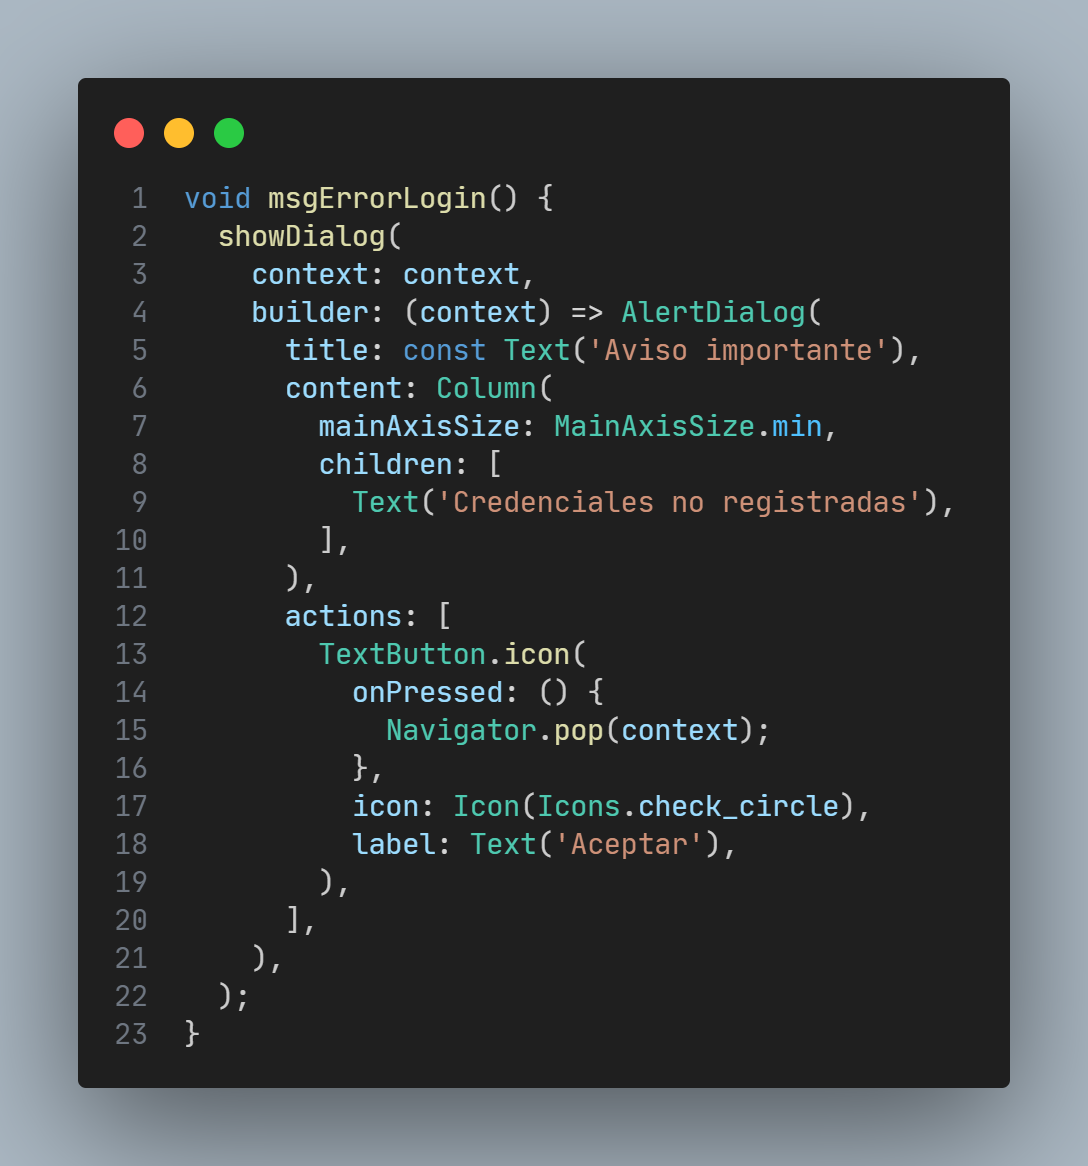 1 void msgErrorLogin() {
2   showDialog(
3     context: context,
4     builder: (context) => AlertDialog(
5       title: const Text('Aviso importante'),
6       content: Column(
7         mainAxisSize: MainAxisSize.min,
8         children: [
9           Text('Credenciales no registradas'),
10         ],
11       ),
12       actions: [
13         TextButton.icon(
14           onPressed: () {
15             Navigator.pop(context);
16           },
17           icon: Icon(Icons.check_circle),
18           label: Text('Aceptar'),
19         ),
20       ],
21     ),
22   );
23 }